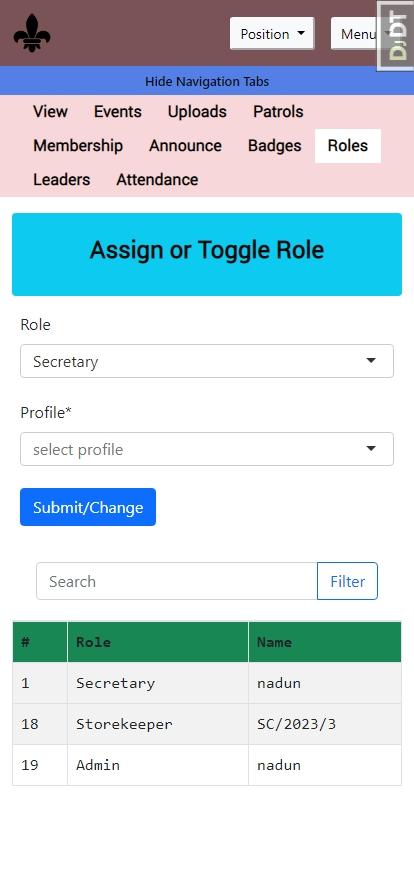 Position Menu
DjDT
Hide Navigation Tabs
View Events Uploads Patrols
Membership Announce Badges Roles
Leaders Attendance
Assign or Toggle Role
Role
Secretary
Profile*
select profile
Submit/Change
Search Filter
# Role Name
1 Secretary nadun
18 Storekeeper SC/2023/3
19 Admin nadun